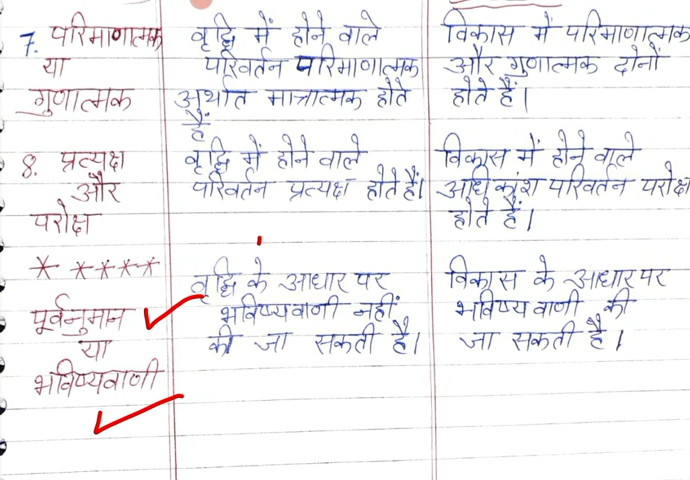 7. परिमाणात्मक
या
गुणात्मक
वृद्धि में होने वाले
परिवर्तन परिमाणात्मक
अर्थात मात्रात्मक होते
हैं
विकास में परिमाणात्मक
और गुणात्मक दोनों
होते हैं।
8. प्रत्यक्ष
और
परोक्ष
वृद्धि में होने वाले
परिवर्तन प्रत्यक्ष होते हैं।
विकास में होने वाले
अधिकांश परिवर्तन परोक्ष
होते हैं।
* ****
पूर्वनुमान
या
भविष्यवाणी
वृद्धि के आधार पर
भविष्यवाणी नहीं
की जा सकती है।
विकास के आधार पर
भविष्यवाणी की
जा सकती है।